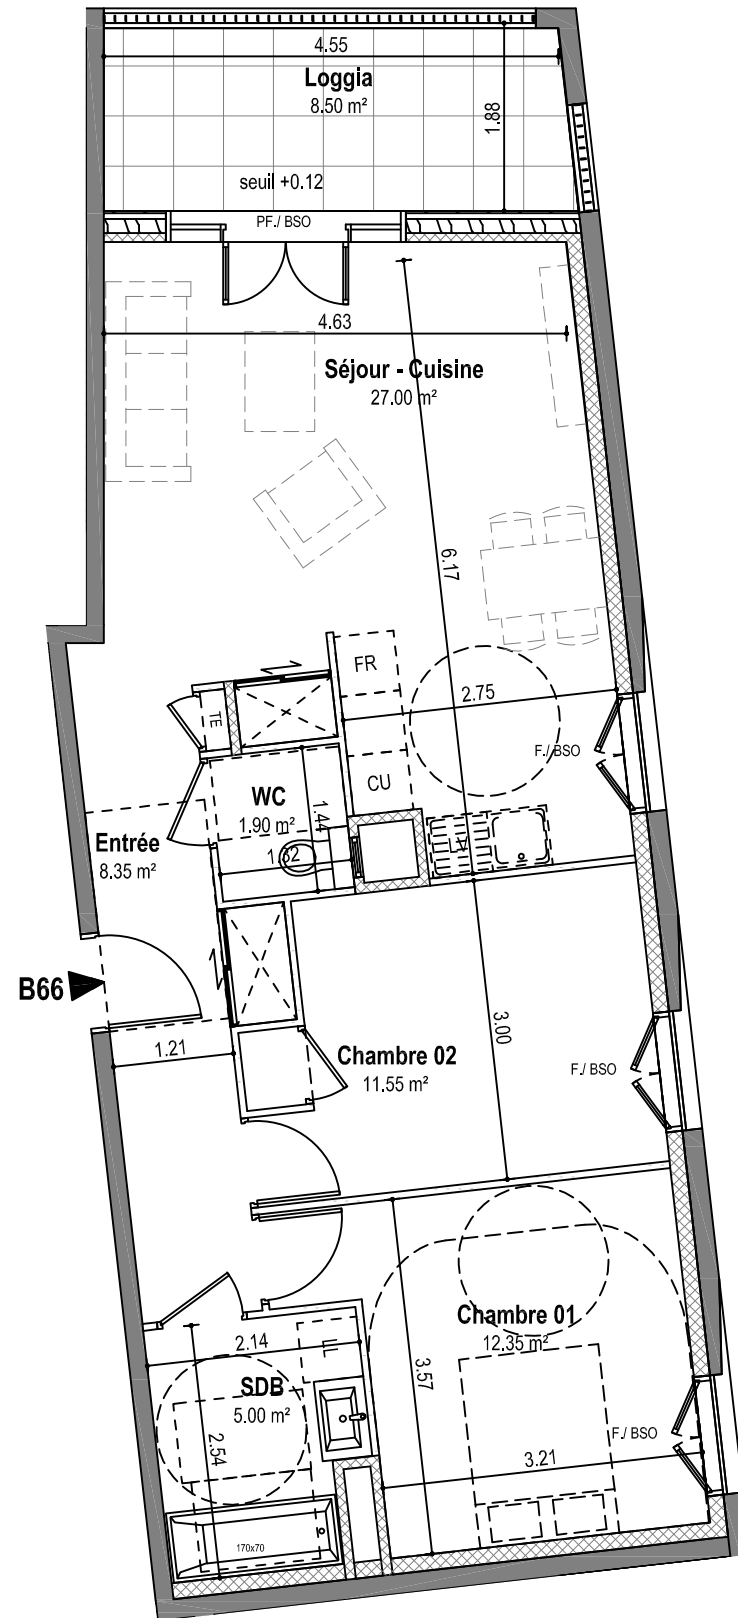 4.55
Loggia
8.50 m²
1.88
seuil +0.12
PF./ BSO
4.63
Séjour - Cuisine
27.00 m²
6.17
FR
TE
2.75
F./ BSO
CU
WC
1.90 m²
1.44
1.32
LV
Entrée
8.35 m²
B66
1.21
3.00
Chambre 02
11.55 m²
F./ BSO
Chambre 01
12.35 m²
3.57
2.14
LL
SDB
5.00 m²
2.54
F./ BSO
3.21
170x70